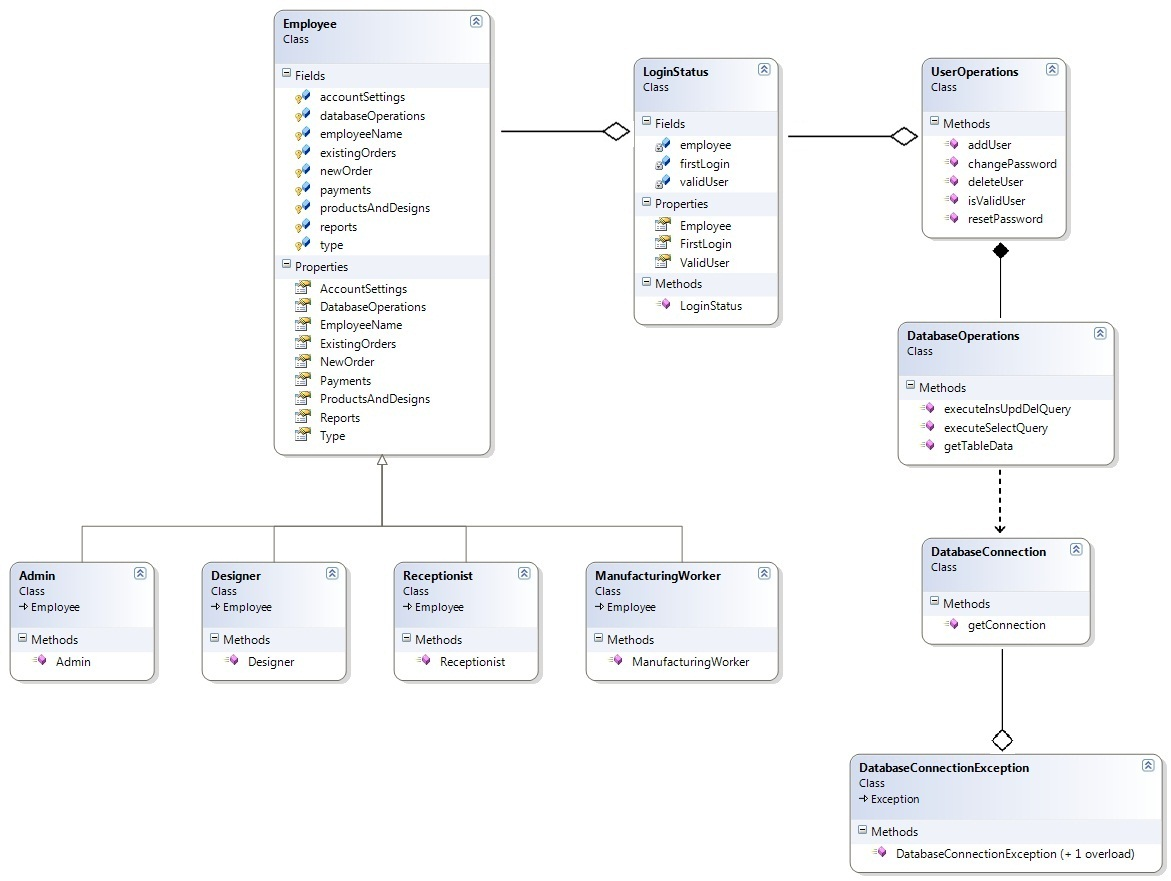 Employee
Class
Fields
accountSettings
databaseOperations
employeeName
existingOrders
newOrder
payments
productsAndDesigns
reports
type
Properties
AccountSettings
DatabaseOperations
EmployeeName
ExistingOrders
NewOrder
Payments
ProductsAndDesigns
Reports
Type
LoginStatus
Class
Fields
employee
firstLogin
validUser
Properties
Employee
FirstLogin
ValidUser
Methods
LoginStatus
UserOperations
Class
Methods
addUser
changePassword
deleteUser
isValidUser
resetPassword
DatabaseOperations
Class
Methods
executeInsUpdDelQuery
executeSelectQuery
getTableData
Admin
Class
Employee
Methods
Admin
Designer
Class
Employee
Methods
Designer
Receptionist
Class
Employee
Methods
Receptionist
ManufacturingWorker
Class
Employee
Methods
ManufacturingWorker
DatabaseConnection
Class
Methods
getConnection
DatabaseConnectionException
Class
Exception
Methods
DatabaseConnectionException (+ 1 overload)